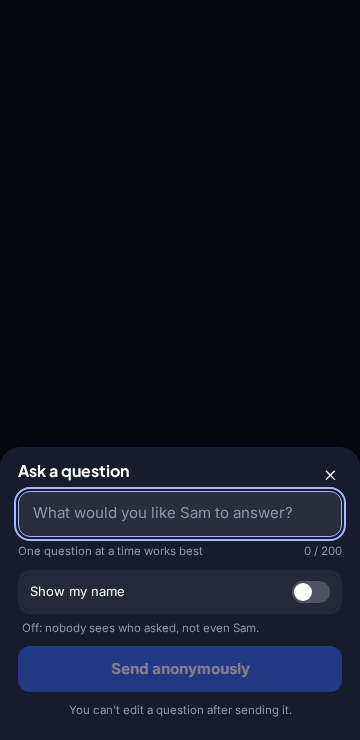 Ask a question
What would you like Sam to answer?
One question at a time works best
0 / 200
Show my name
Off: nobody sees who asked, not even Sam.
Send anonymously
You can't edit a question after sending it.